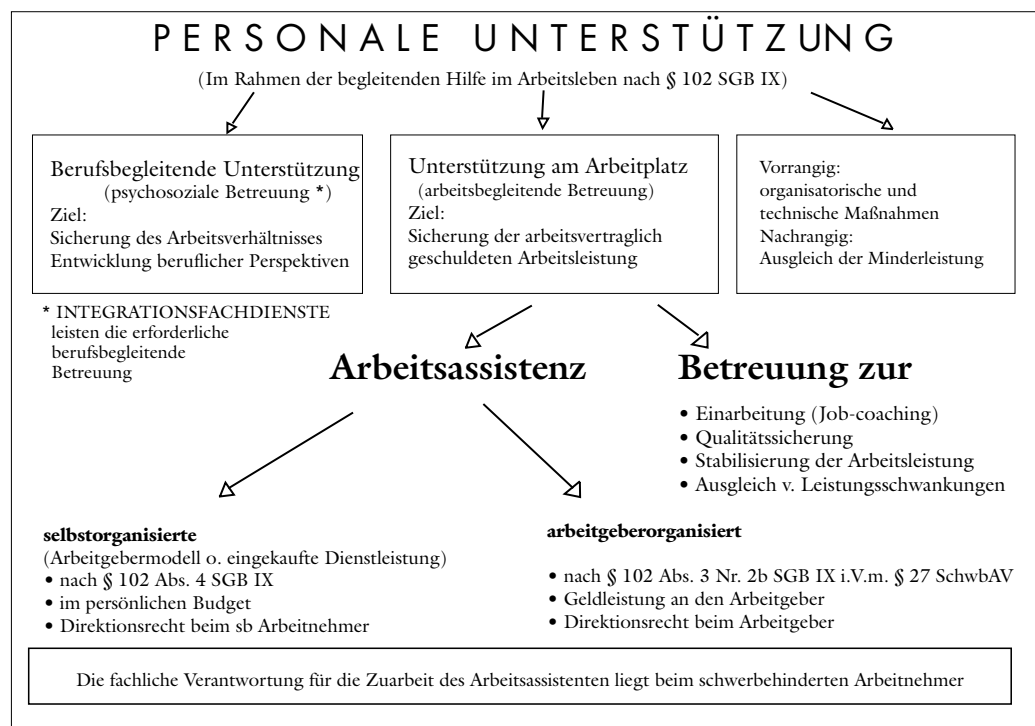 PERSONALE UNTERSTÜTZUNG
(Im Rahmen der begleitenden Hilfe im Arbeitsleben nach § 102 SGB IX)
Berufsbegleitende Unterstützung
(psychosoziale Betreuung *)
Ziel:
Sicherung des Arbeitsverhältnisses
Entwicklung beruflicher Perspektiven
Unterstützung am Arbeitplatz
(arbeitsbegleitende Betreuung)
Ziel:
Sicherung der arbeitsvertraglich
geschuldeten Arbeitsleistung
Vorrangig:
organisatorische und
technische Maßnahmen
Nachrangig:
Ausgleich der Minderleistung
* INTEGRATIONSFACHDIENSTE
leisten die erforderliche
berufsbegleitende
Betreuung
Arbeitsassistenz
Betreuung zur
• Einarbeitung (Job-coaching)
• Qualitätssicherung
• Stabilisierung der Arbeitsleistung
• Ausgleich v. Leistungsschwankungen
selbstorganisierte
(Arbeitgebermodell o. eingekaufte Dienstleistung)
• nach § 102 Abs. 4 SGB IX
• im persönlichen Budget
• Direktionsrecht beim sb Arbeitnehmer
arbeitgeberorganisiert
• nach § 102 Abs. 3 Nr. 2b SGB IX i.V.m. § 27 SchwbAV
• Geldleistung an den Arbeitgeber
• Direktionsrecht beim Arbeitgeber
Die fachliche Verantwortung für die Zuarbeit des Arbeitsassistenten liegt beim schwerbehinderten Arbeitnehmer